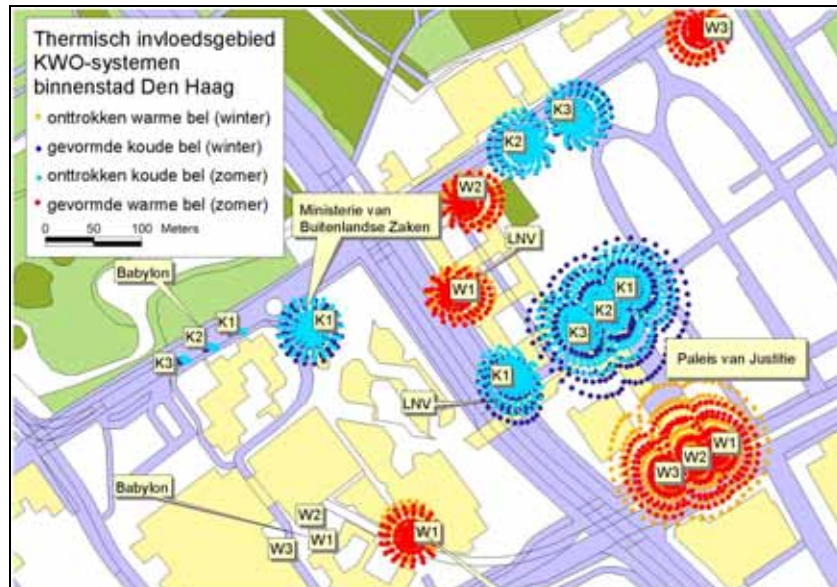 Thermisch invloedsgebied
KWO-systemen
binnenstad Den Haag
onttrokken warme bel (winter)
gevormde koude bel (winter)
onttrokken koude bel (zomer)
gevormde warme bel (zomer)
0 50 100 Meters
W3
K3
K2
W2
Ministerie van
Buitenlandse Zaken
LNV
Babylon
W1
K1
K2
K3
K1
K2
K1
K3
K1
LNV
Paleis van Justitie
W1
W2
W3
Babylon
W2
W1
W3
W1